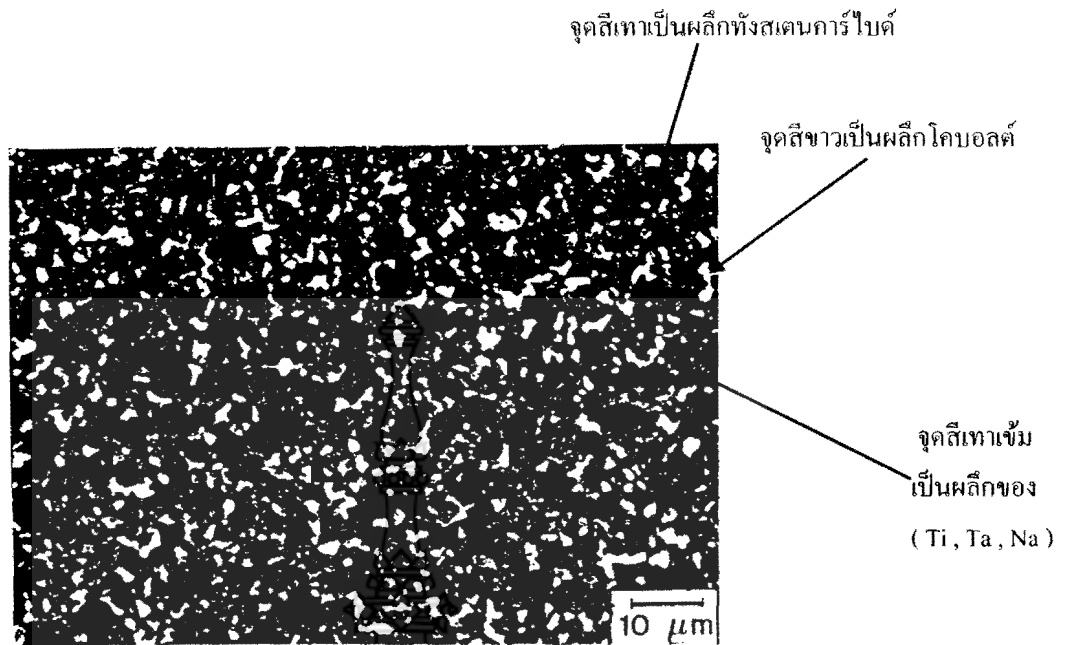 จุดสีเทาเป็นผลึกทังสเตนการ์ไบด์
จุดสีขาวเป็นผลึกโคบอลต์
จุดสีเทาเข้ม
เป็นผลึกของ
( Ti , Ta , Na )
10 μm